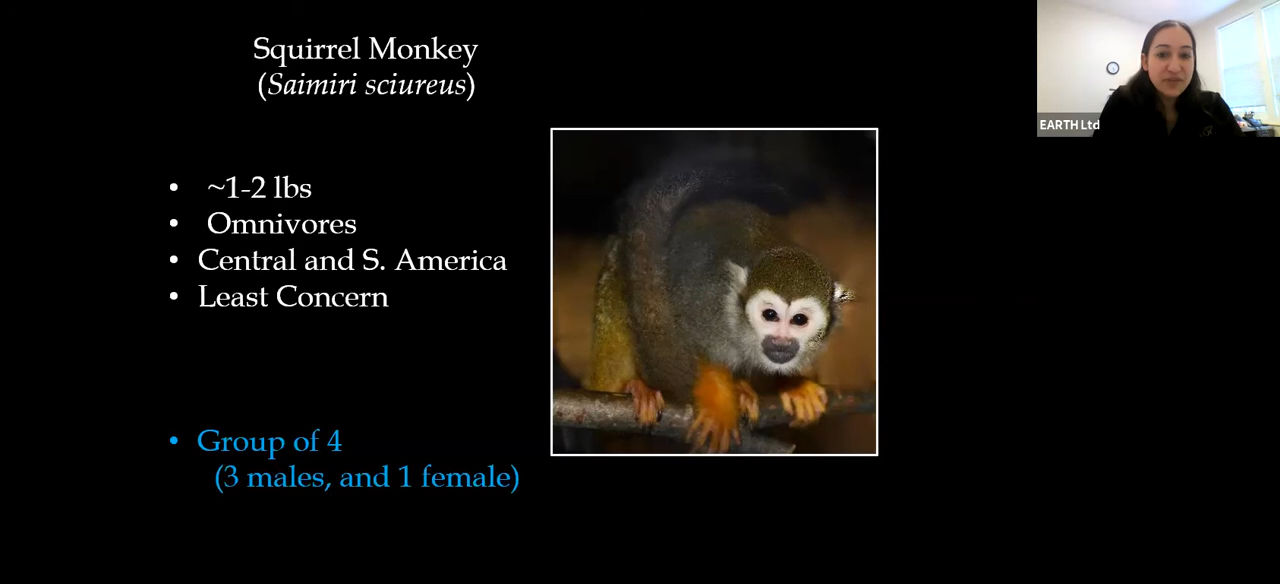 Squirrel Monkey
(Saimiri sciureus)
• ~1-2 lbs
• Omnivores
• Central and S. America
• Least Concern
• Group of 4
(3 males, and 1 female)
EARTH Ltd